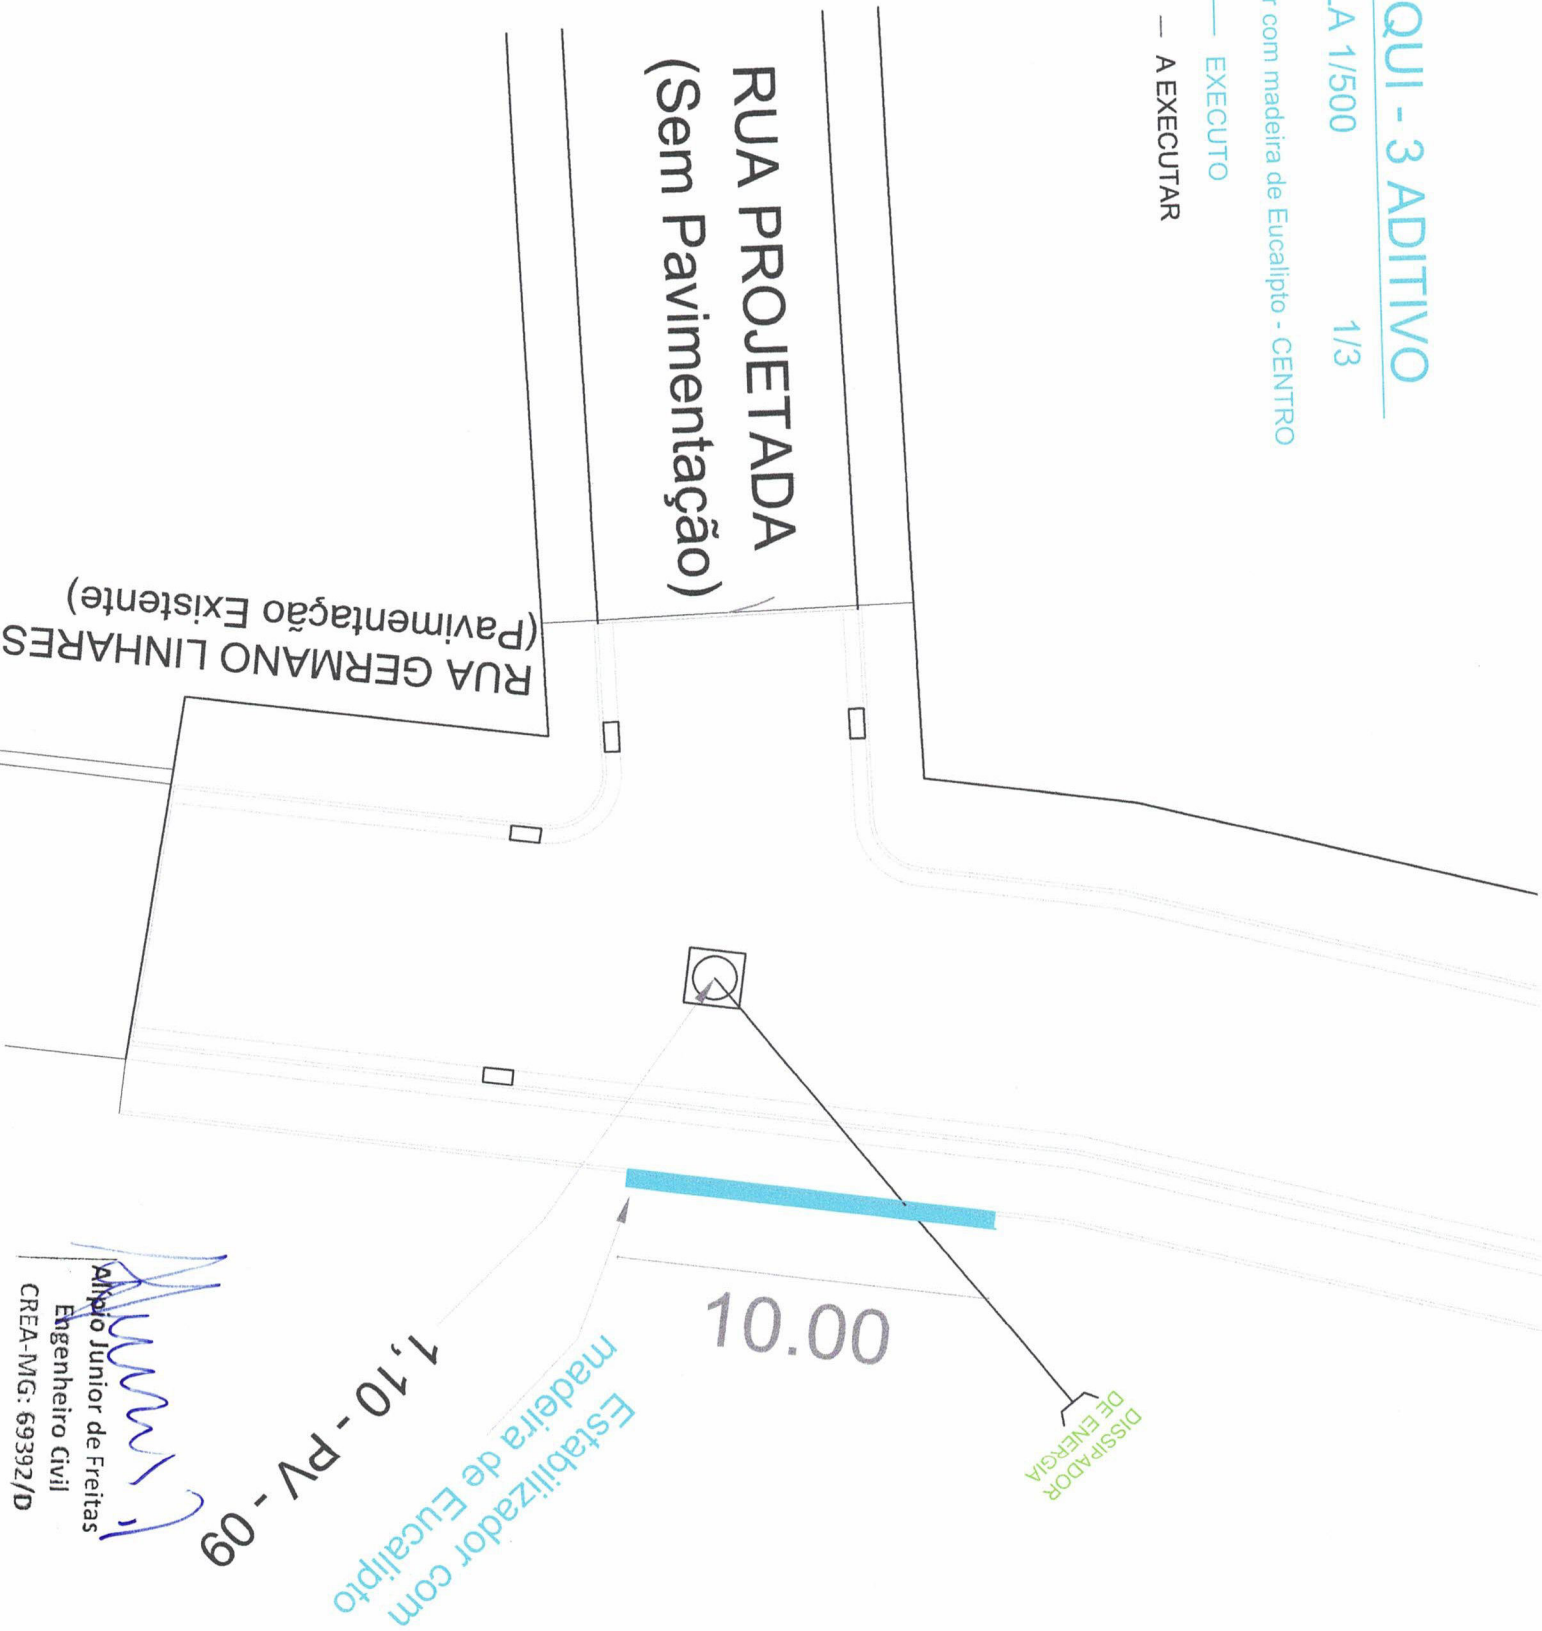 QUI - 3 ADITIVO
LA 1/500 1/3
r com madeira de Eucalipto - CENTRO
EXECUTO
A EXECUTAR
RUA PROJETADA
(Sem Pavimentação)
RUA GERMANO LINHARES
(Pavimentação Existente)
10.00
DISSIPADOR
DE ENERGIA
Estabilizador com
madeira de Eucalipto
1,10 - PV - 09
Alípio Junior de Freitas
Engenheiro Civil
CREA-MG: 69392/D